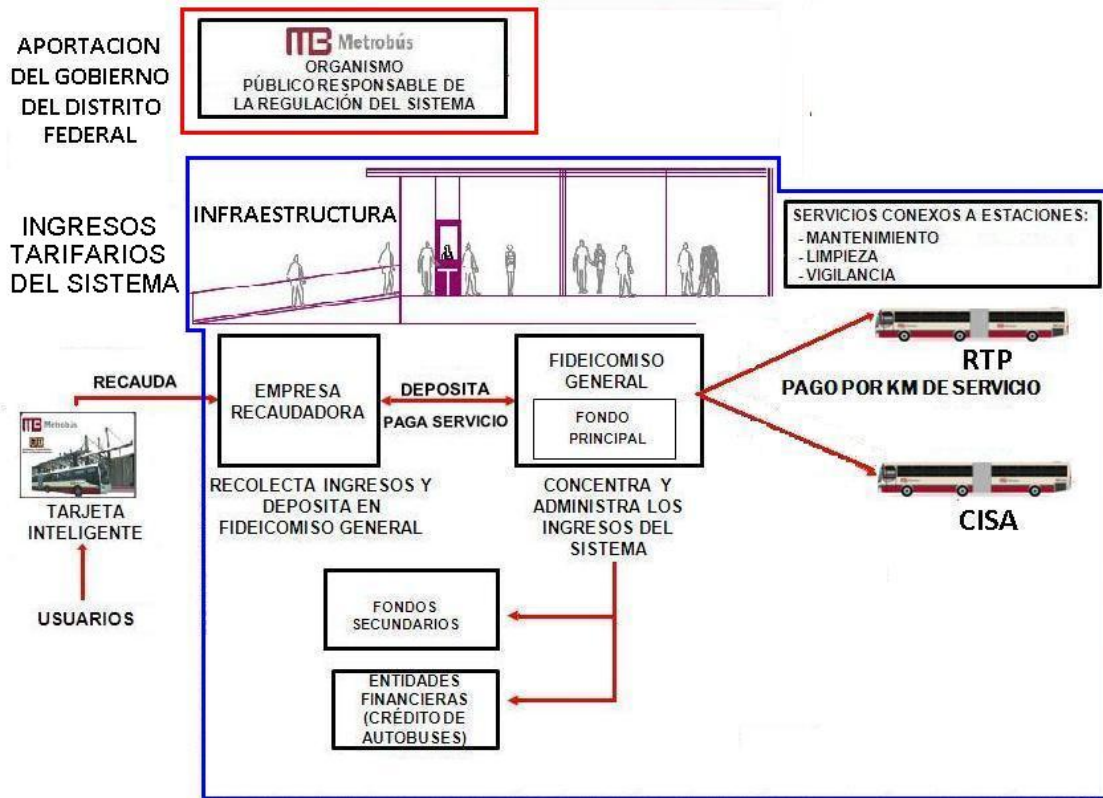 APORTACION
DEL GOBIERNO
DEL DISTRITO
FEDERAL
MB Metrobús
ORGANISMO
PÚBLICO RESPONSABLE DE
LA REGULACIÓN DEL SISTEMA
INGRESOS
TARIFARIOS
DEL SISTEMA
INFRAESTRUCTURA
SERVICIOS CONEXOS A ESTACIONES:
- MANTENIMIENTO
- LIMPIEZA
- VIGILANCIA
RECAUDA
EMPRESA
RECAUDADORA
DEPOSITA
PAGA SERVICIO
FIDEICOMISO
GENERAL
FONDO
PRINCIPAL
RTP
PAGO POR KM DE SERVICIO
CISA
MB Metrobús
TARJETA
INTELIGENTE
USUARIOS
RECOLECTA INGRESOS Y
DEPOSITA EN
FIDEICOMISO GENERAL
CONCENTRA Y
ADMINISTRA LOS
INGRESOS DEL
SISTEMA
FONDOS
SECUNDARIOS
ENTIDADES
FINANCIERAS
(CRÉDITO DE
AUTOBUSES)